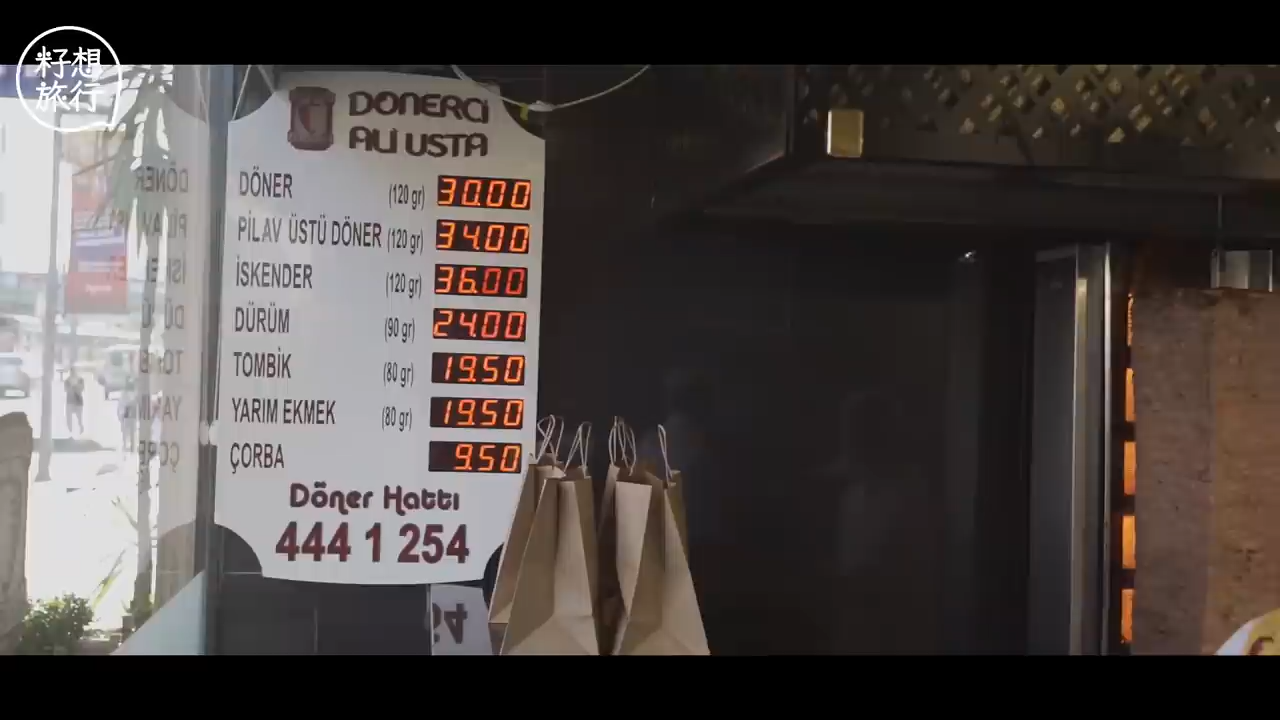 籽想
旅行
DONERCİ
ALİ USTA
DÖNER (120 gr) 30.00
PİLAV ÜSTÜ DÖNER (120 gr) 34.00
İSKENDER (120 gr) 36.00
DÜRÜM (90 gr) 24.00
TOMBİK (80 gr) 19.50
YARIM EKMEK (80 gr) 19.50
ÇORBA 9.50
Döner Hattı
444 1 254